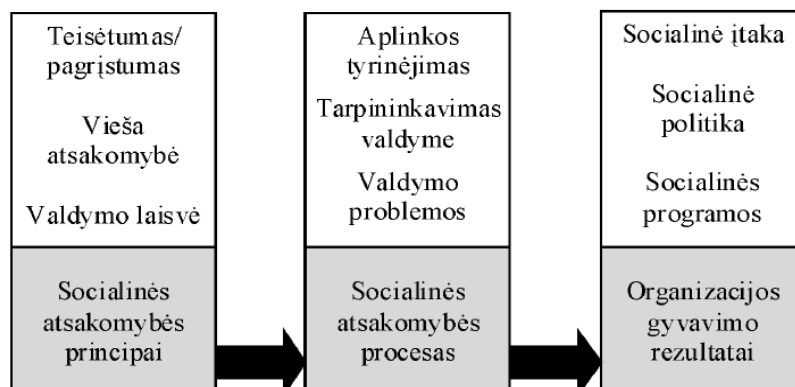 Teisėtumas/
pagrįstumas
Vieša
atsakomybė
Valdymo laisvė
Socialinės
atsakomybės
principai
Aplinkos
tyrinėjimas
Tarpininkavimas
valdyme
Valdymo
problemos
Socialinės
atsakomybės
procesas
Socialinė įtaka
Socialinė
politika
Socialinės
programos
Organizacijos
gyvavimo
rezultatai